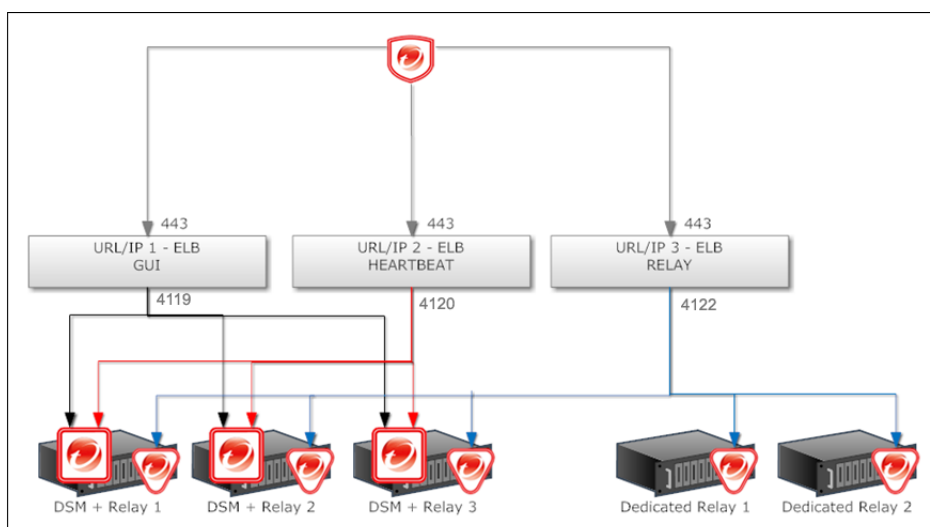 443
443
443
URL/IP 1 - ELB
GUI
URL/IP 2 - ELB
HEARTBEAT
URL/IP 3 - ELB
RELAY
4119
4120
4122
DSM + Relay 1
DSM + Relay 2
DSM + Relay 3
Dedicated Relay 1
Dedicated Relay 2